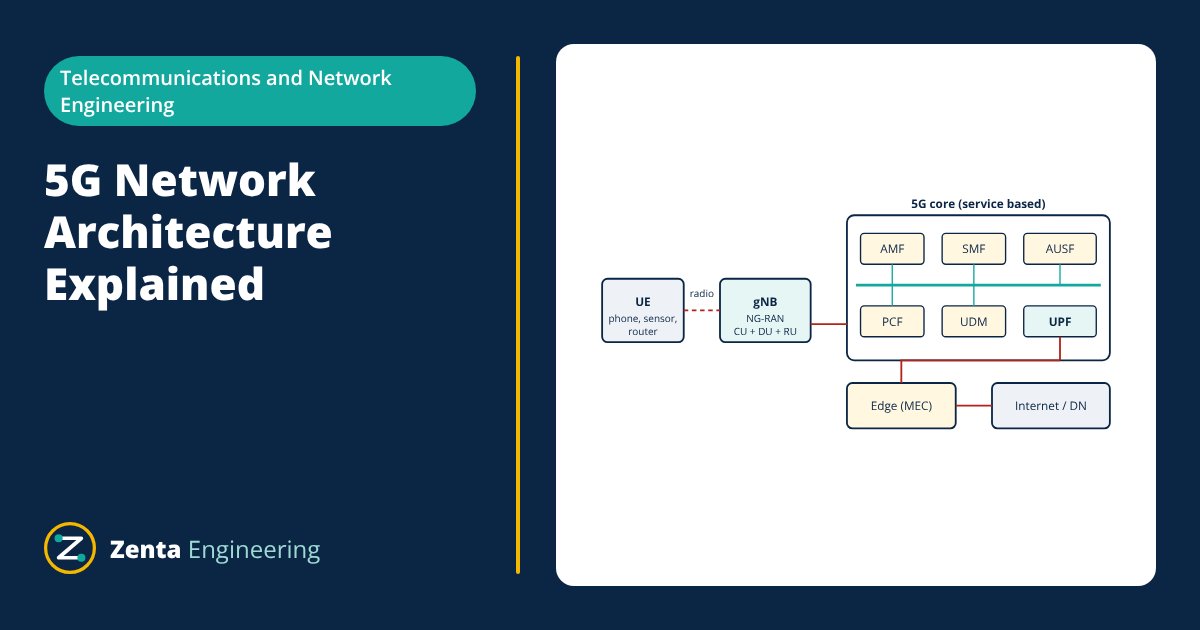 Telecommunications and Network
Engineering
5G Network
Architecture
Explained
Zenta Engineering
5G core (service based)
AMF
SMF
AUSF
UE
phone, sensor,
router
radio
gNB
NG-RAN
CU + DU + RU
PCF
UDM
UPF
Edge (MEC)
Internet / DN